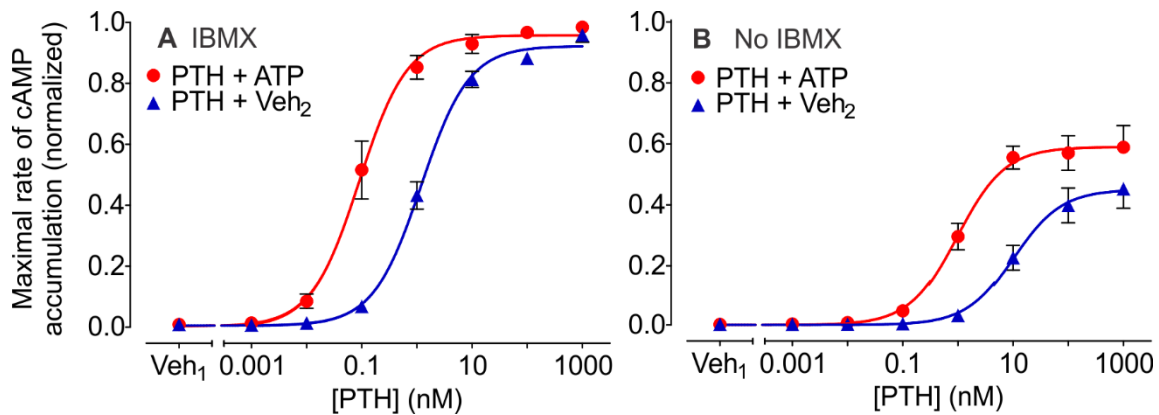 Maximal rate of cAMP
accumulation (normalized)
A IBMX
PTH + ATP
PTH + Veh₂
1.0
0.8
0.6
0.4
0.2
0.0
Veh₁ 0.001 0.1 10 1000
[PTH] (nM)
B No IBMX
PTH + ATP
PTH + Veh₂
1.0
0.8
0.6
0.4
0.2
0.0
Veh₁ 0.001 0.1 10 1000
[PTH] (nM)